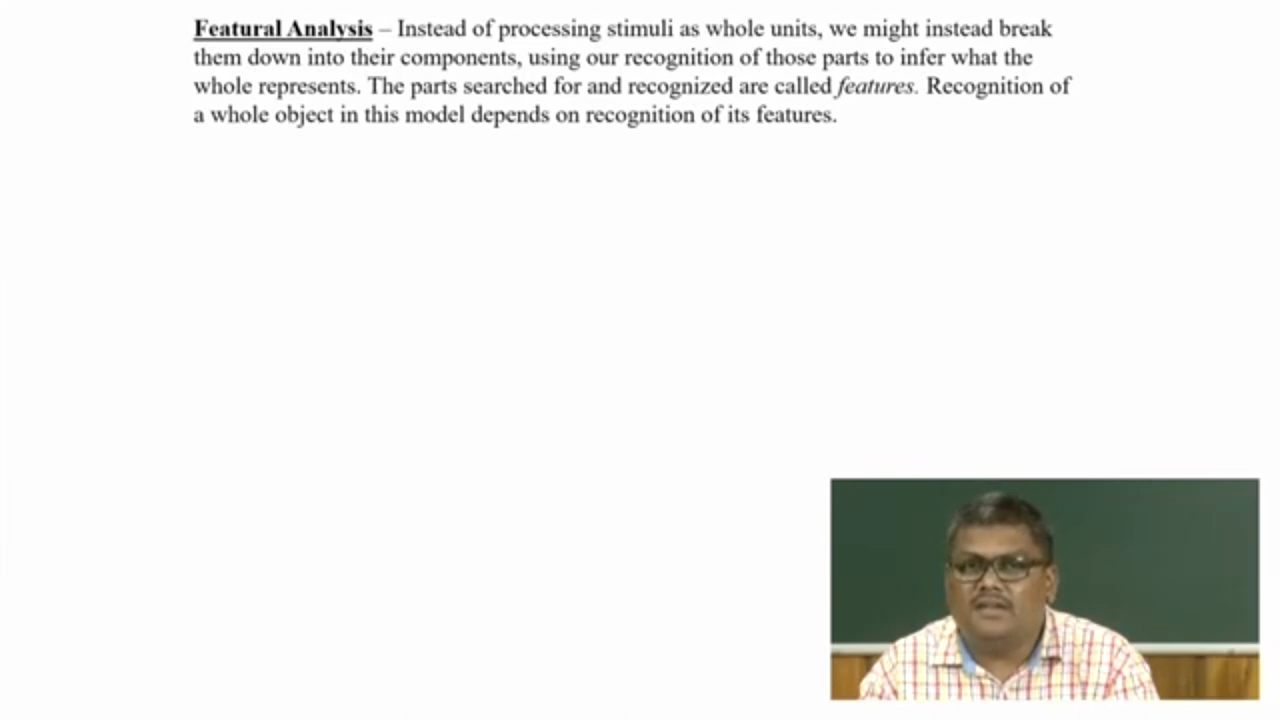 Featural Analysis – Instead of processing stimuli as whole units, we might instead break
them down into their components, using our recognition of those parts to infer what the
whole represents. The parts searched for and recognized are called features. Recognition of
a whole object in this model depends on recognition of its features.